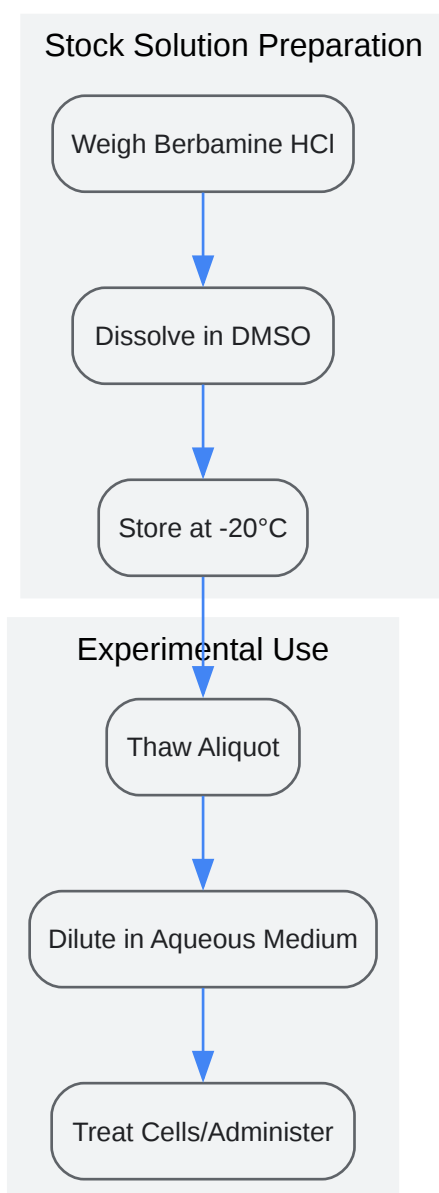 Stock Solution Preparation
Weigh Berbamine HCl
Dissolve in DMSO
Store at -20°C
Experimental Use
Thaw Aliquot
Dilute in Aqueous Medium
Treat Cells/Administer